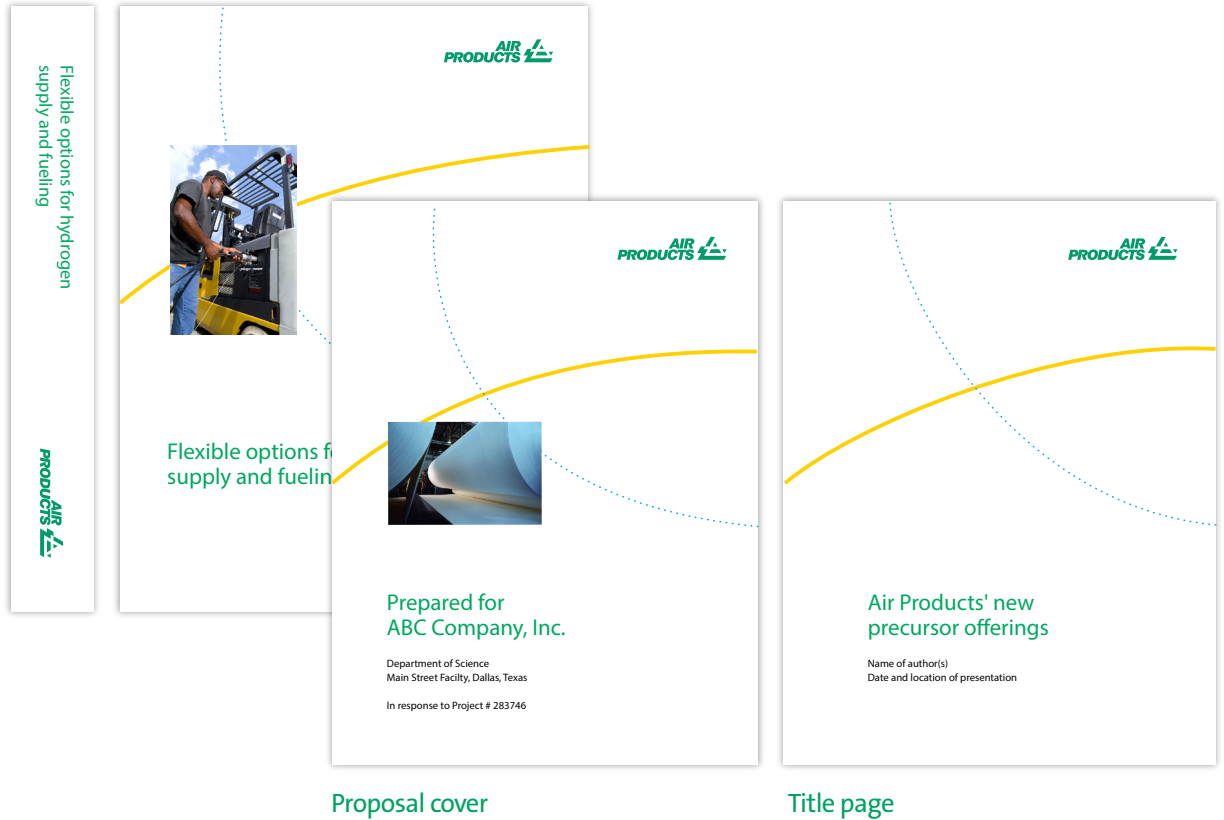 Flexible options for hydrogen
supply and fueling
AIR
PRODUCTS
AIR
PRODUCTS
Flexible options f
supply and fuelin
AIR
PRODUCTS
Prepared for
ABC Company, Inc.
Department of Science
Main Street Facilty, Dallas, Texas
In response to Project # 283746
Proposal cover
AIR
PRODUCTS
Air Products' new
precursor offerings
Name of author(s)
Date and location of presentation
Title page